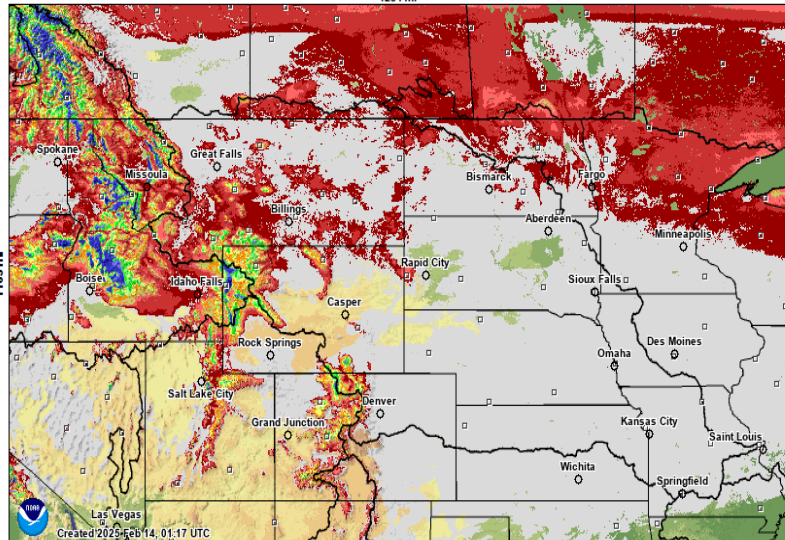 Spokane
Great Falls
Missoula
Bismarck
Fargo
Billings
Aberdeen
Minneapolis
Rapid City
Boise
Idaho Falls
Sioux Falls
Casper
Rock Springs
Des Moines
Omaha
Salt Lake City
Denver
Grand Junction
Kansas City
Saint Louis
Wichita
Springfield
NOAA
Las Vegas
Created 2025 Feb 14, 01:17 UTC